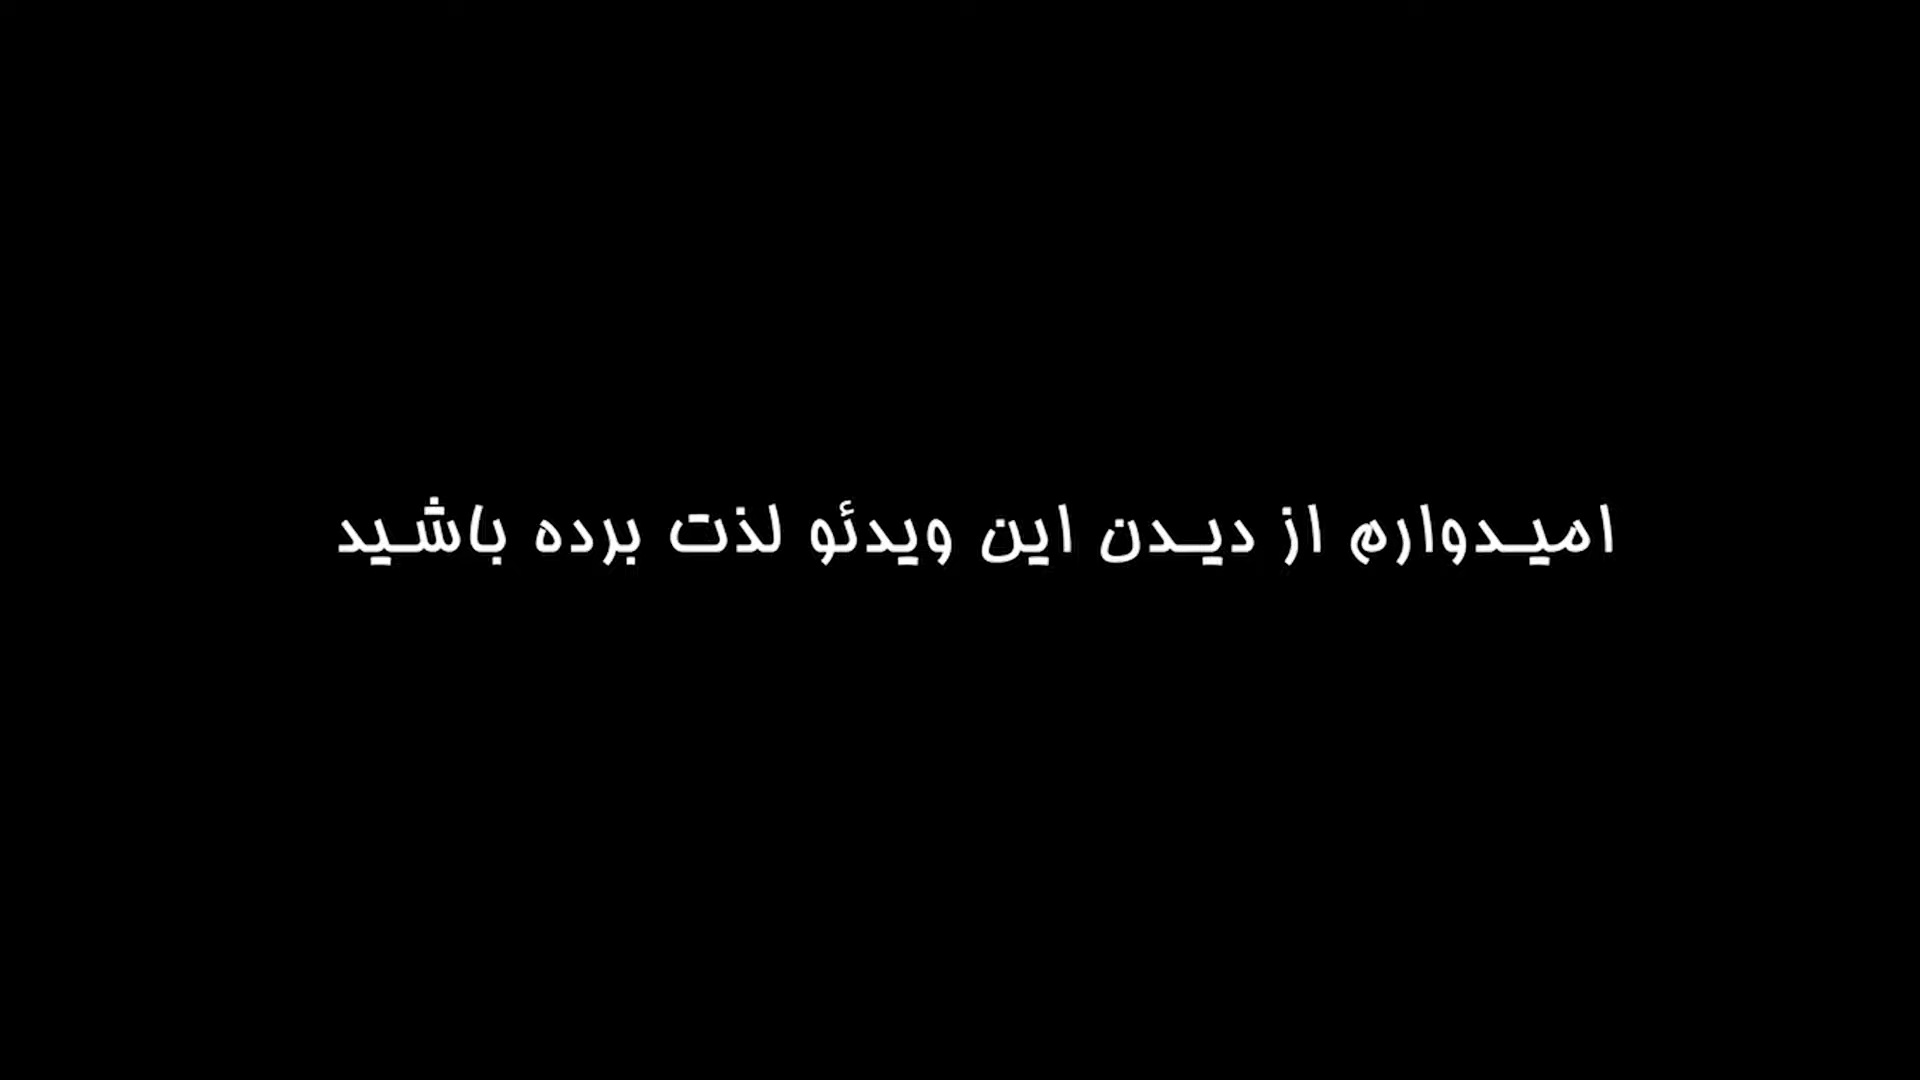 امیدوارم از دیدن این ویدئو لذت برده باشید